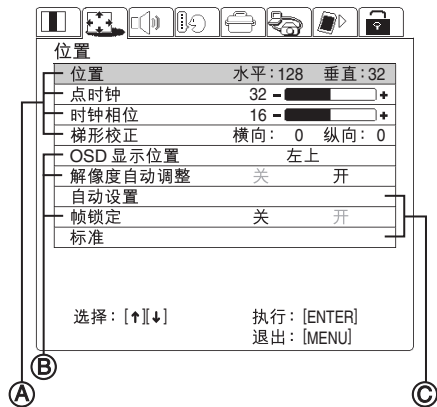 位置
位置 水平:128 垂直:32
点时钟 32 - +
时钟相位 16 - +
梯形校正 横向: 0 纵向: 0
OSD 显示位置 左上
解像度自动调整 关 开
自动设置
帧锁定 关 开
标准
选择: [↑][↓] 执行: [ENTER]
退出: [MENU]
B
A C